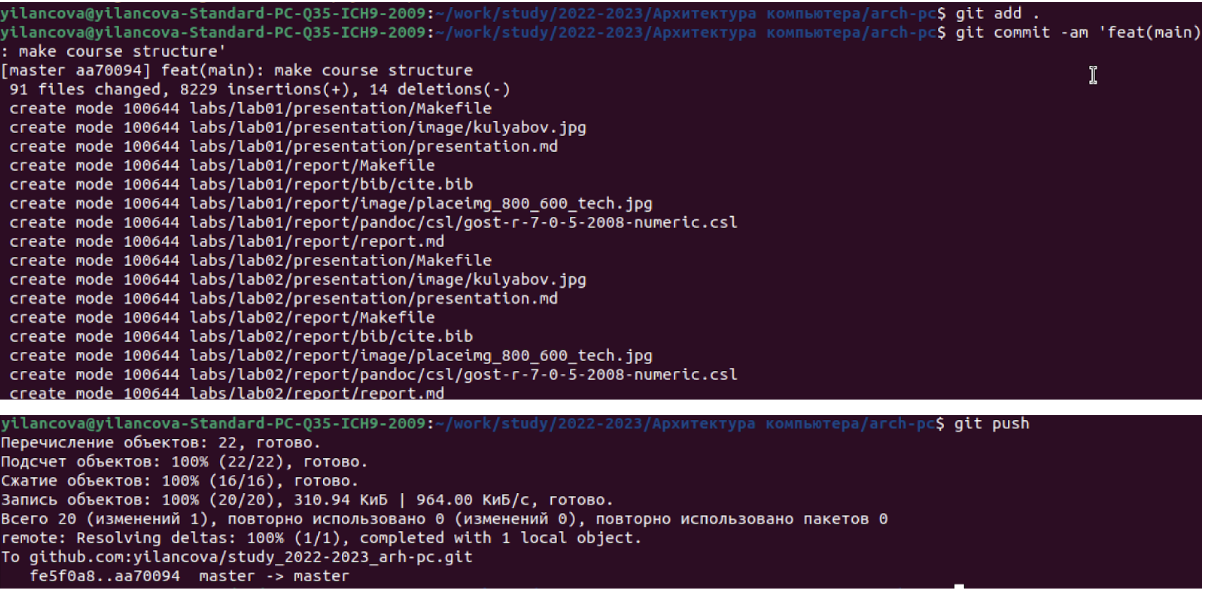 yilancova@yilancova-Standard-PC-Q35-ICH9-2009:~/work/study/2022-2023/Архитектура компьютера/arch-pc$ git add .
yilancova@yilancova-Standard-PC-Q35-ICH9-2009:~/work/study/2022-2023/Архитектура компьютера/arch-pc$ git commit -am 'feat(main)
: make course structure'
[master aa70094] feat(main): make course structure
 91 files changed, 8229 insertions(+), 14 deletions(-)
 create mode 100644 labs/lab01/presentation/Makefile
 create mode 100644 labs/lab01/presentation/image/kulyabov.jpg
 create mode 100644 labs/lab01/presentation/presentation.md
 create mode 100644 labs/lab01/report/Makefile
 create mode 100644 labs/lab01/report/bib/cite.bib
 create mode 100644 labs/lab01/report/image/placeimg_800_600_tech.jpg
 create mode 100644 labs/lab01/report/pandoc/csl/gost-r-7-0-5-2008-numeric.csl
 create mode 100644 labs/lab01/report/report.md
 create mode 100644 labs/lab02/presentation/Makefile
 create mode 100644 labs/lab02/presentation/image/kulyabov.jpg
 create mode 100644 labs/lab02/presentation/presentation.md
 create mode 100644 labs/lab02/report/Makefile
 create mode 100644 labs/lab02/report/bib/cite.bib
 create mode 100644 labs/lab02/report/image/placeimg_800_600_tech.jpg
 create mode 100644 labs/lab02/report/pandoc/csl/gost-r-7-0-5-2008-numeric.csl
 create mode 100644 labs/lab02/report/report.md
yilancova@yilancova-Standard-PC-Q35-ICH9-2009:~/work/study/2022-2023/Архитектура компьютера/arch-pc$ git push
Перечисление объектов: 22, готово.
Подсчет объектов: 100% (22/22), готово.
Сжатие объектов: 100% (16/16), готово.
Запись объектов: 100% (20/20), 310.94 КиБ | 964.00 КиБ/с, готово.
Всего 20 (изменений 1), повторно использовано 0 (изменений 0), повторно использовано пакетов 0
remote: Resolving deltas: 100% (1/1), completed with 1 local object.
To github.com:yilancova/study_2022-2023_arh-pc.git
   fe5f0a8..aa70094  master -> master